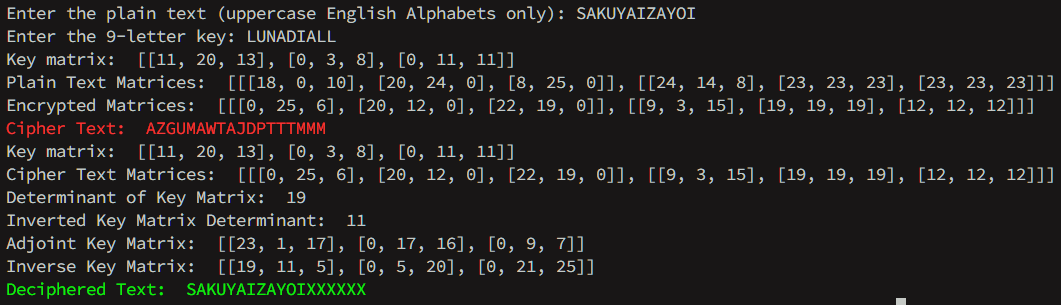 Enter the plain text (uppercase English Alphabets only): SAKUYAIZAYOI
Enter the 9-letter key: LUNADIALL
Key matrix:  [[11, 20, 13], [0, 3, 8], [0, 11, 11]]
Plain Text Matrices:  [[[18, 0, 10], [20, 24, 0], [8, 25, 0]], [[24, 14, 8], [23, 23, 23], [23, 23, 23]]]
Encrypted Matrices:  [[[0, 25, 6], [20, 12, 0], [22, 19, 0]], [[9, 3, 15], [19, 19, 19], [12, 12, 12]]]
Cipher Text:  AZGUMAWTAJDPTTTMMM
Key matrix:  [[11, 20, 13], [0, 3, 8], [0, 11, 11]]
Cipher Text Matrices:  [[[0, 25, 6], [20, 12, 0], [22, 19, 0]], [[9, 3, 15], [19, 19, 19], [12, 12, 12]]]
Determinant of Key Matrix:  19
Inverted Key Matrix Determinant:  11
Adjoint Key Matrix:  [[23, 1, 17], [0, 17, 16], [0, 9, 7]]
Inverse Key Matrix:  [[19, 11, 5], [0, 5, 20], [0, 21, 25]]
Deciphered Text:  SAKUYAIZAYOIXXXXXX